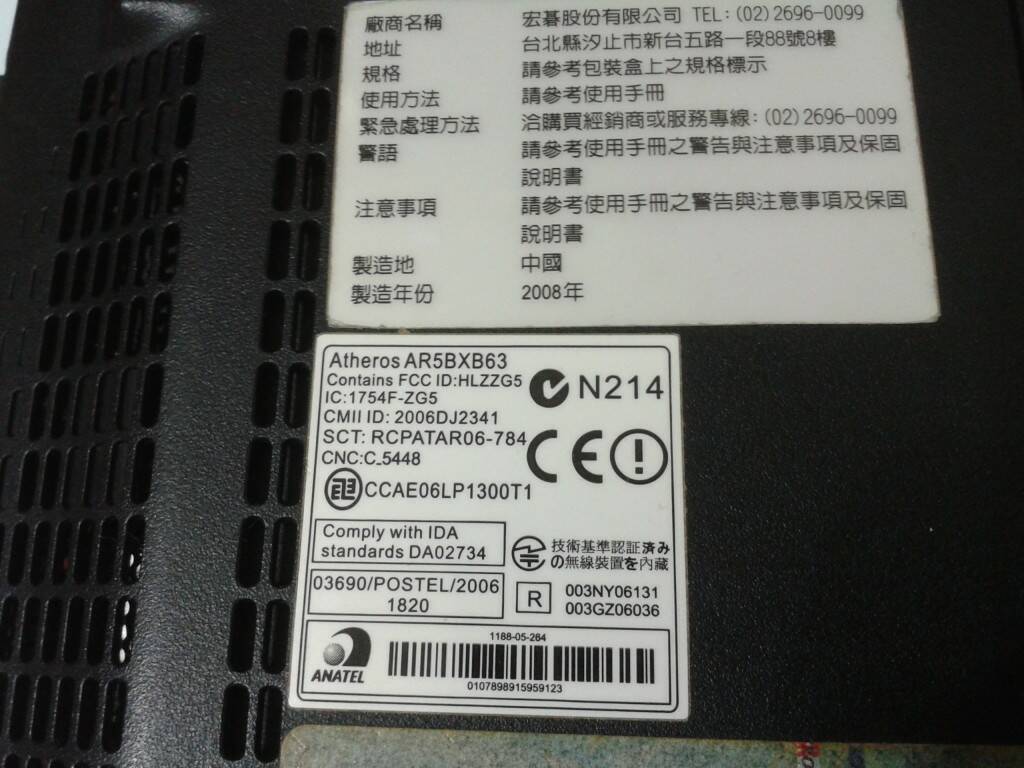 廠商名稱 宏碁股份有限公司 TEL:(02)2696-0099
地址 台北縣汐止市新台五路一段88號8樓
規格 請參考包裝盒上之規格標示
使用方法 請參考使用手冊
緊急處理方法 洽購買經銷商或服務專線:(02)2696-0099
警語 請參考使用手冊之警告與注意事項及保固
說明書
注意事項 請參考使用手冊之警告與注意事項及保固
說明書
製造地 中國
製造年份 2008年
Atheros AR5BXB63
Contains FCC ID:HLZZG5
IC:1754F-ZG5
CMII ID: 2006DJ2341
SCT: RCPATAR06-784
CNC:C_5448
N214
CE
CCAE06LP1300T1
Comply with IDA
standards DA02734
技術基準認証済み
の無線装置を內藏
03690/POSTEL/2006
1820
R
003NY06131
003GZ06036
ANATEL
1188-05-264
0107898915959123